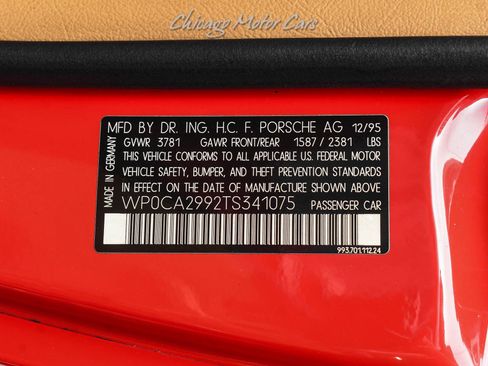 Chicago Motor Cars
MFD BY DR. ING. H.C. F. PORSCHE AG 12/95
GVWR 3781 GAWR FRONT/REAR 1587 / 2381 LBS
THIS VEHICLE CONFORMS TO ALL APPLICABLE U.S. FEDERAL MOTOR
VEHICLE SAFETY, BUMPER, AND THEFT PREVENTION STANDARDS
IN EFFECT ON THE DATE OF MANUFACTURE SHOWN ABOVE.
WP0CA2992TS341075 PASSENGER CAR
993.701.112.24
MADE IN GERMANY